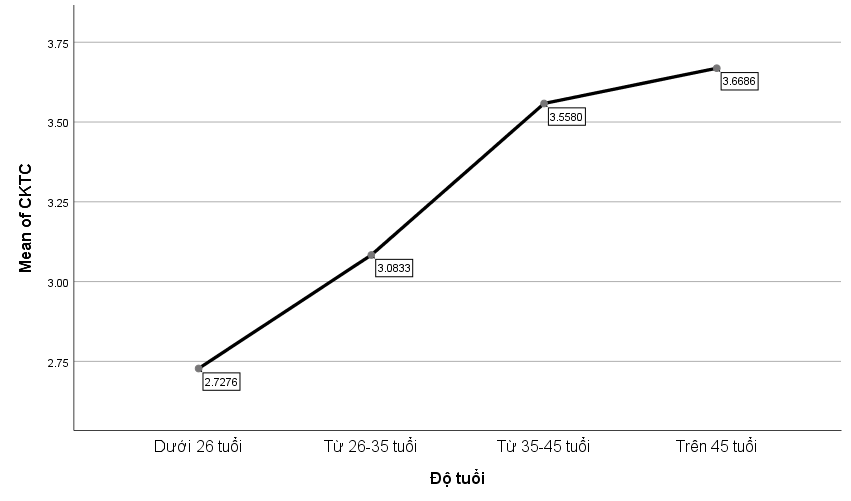 Mean of CKTC
3.75
3.50
3.25
3.00
2.75
2.7276
3.0833
3.5580
3.6686
Dưới 26 tuổi
Từ 26-35 tuổi
Từ 35-45 tuổi
Trên 45 tuổi
Độ tuổi